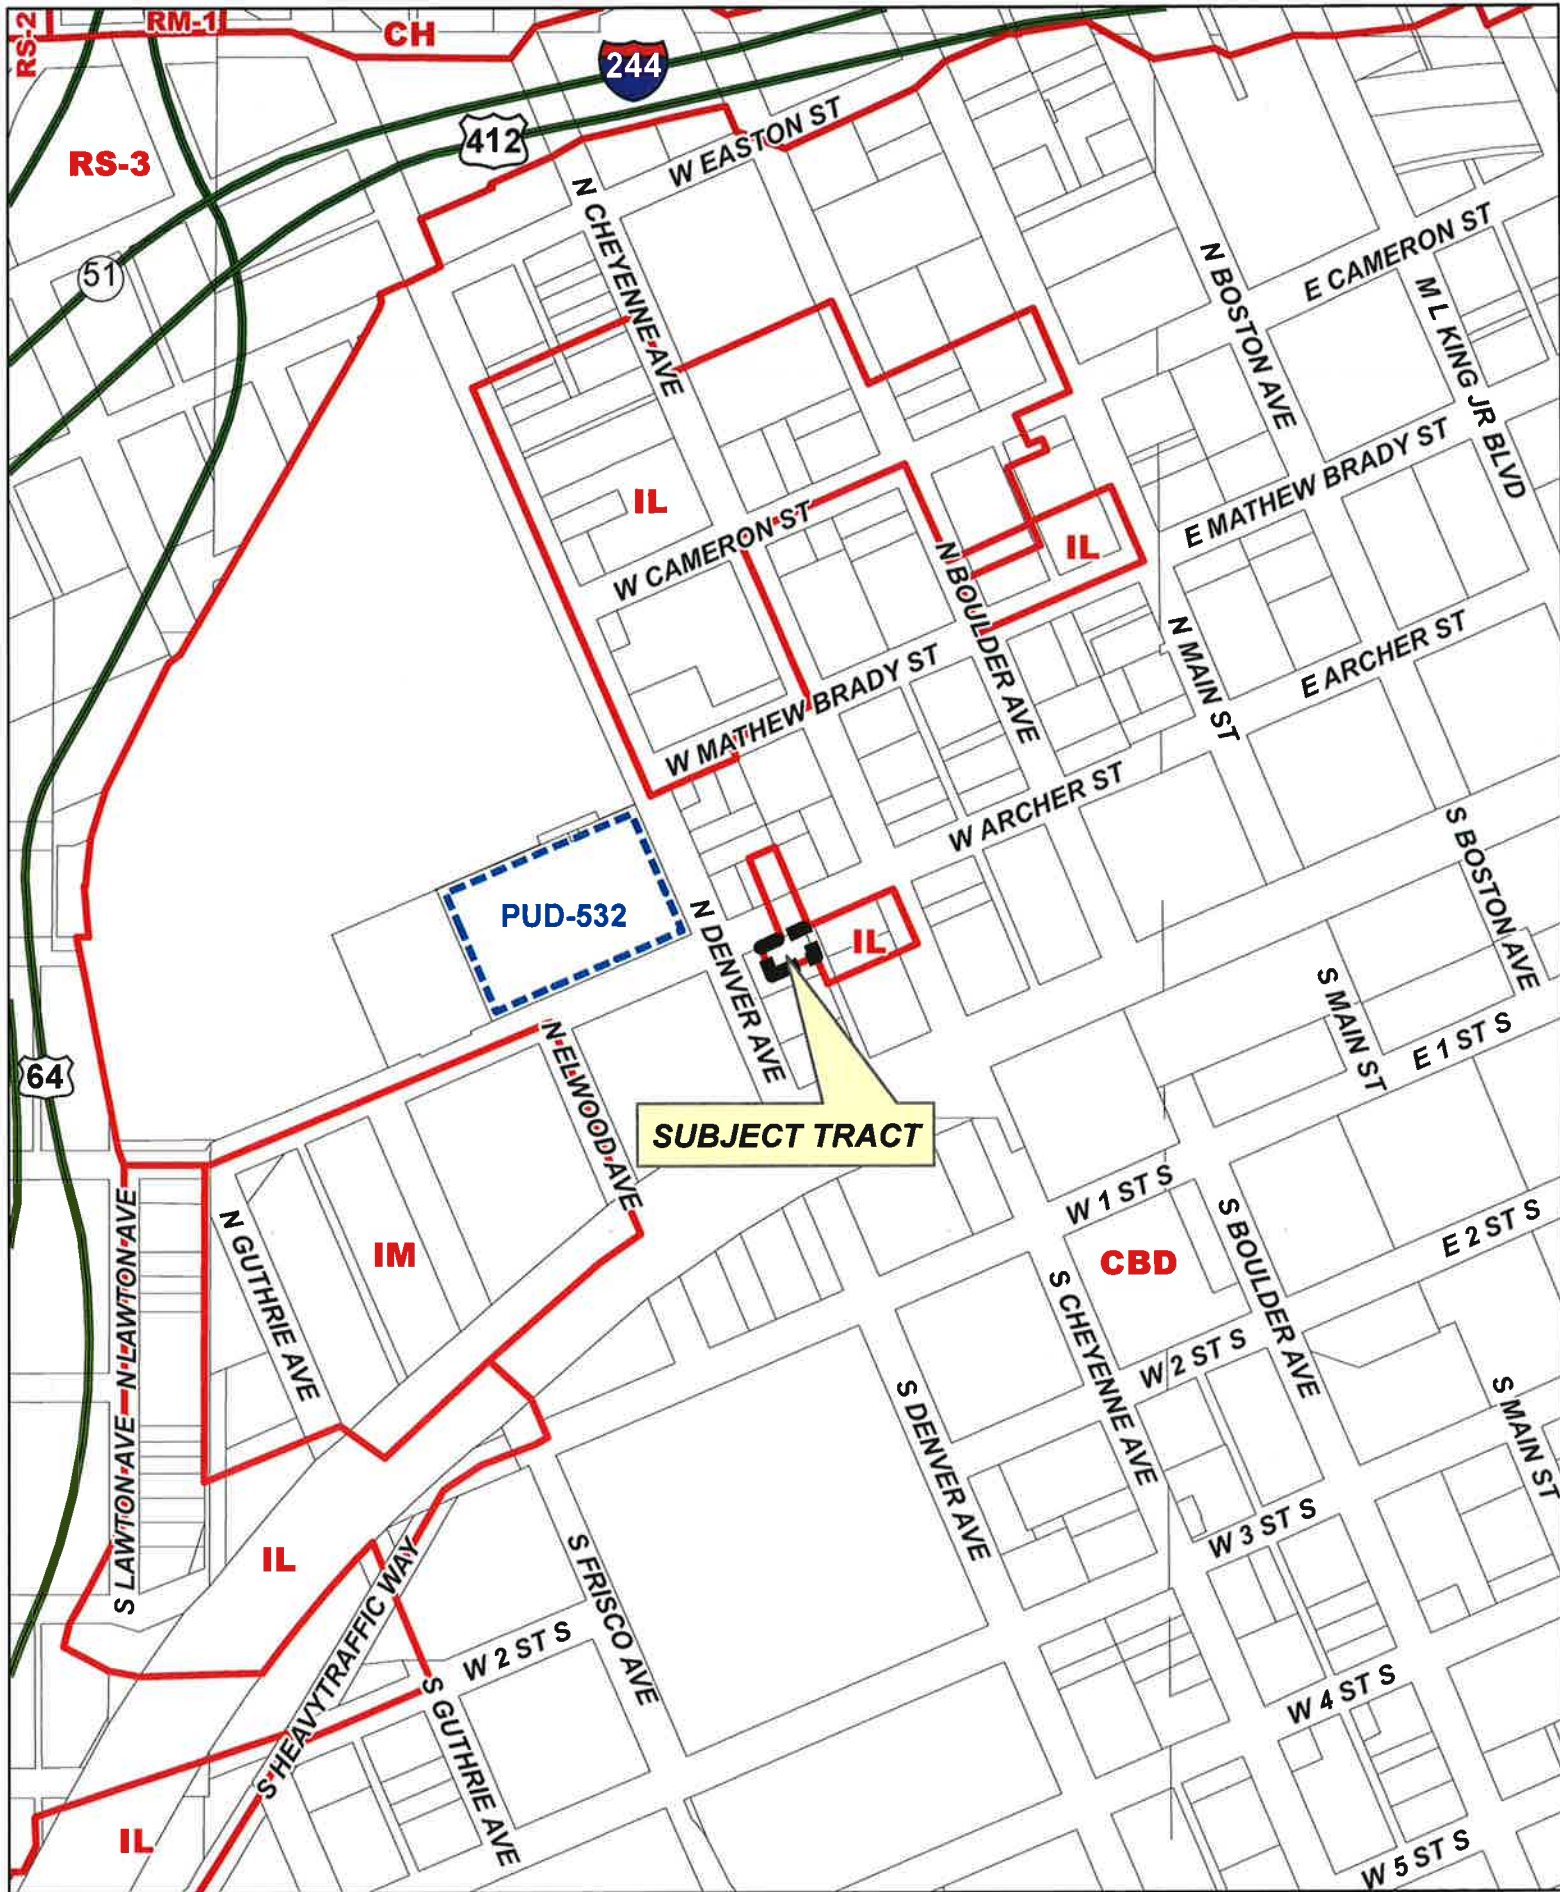 RS-2
RM-1
CH
244
412
W EASTON ST
RS-3
N CHEYENNE AVE
51
N BOSTON AVE
E CAMERON ST
M L KING JR BLVD
IL
W CAMERON ST
N BOULDER AVE
IL
E MATHEW BRADY ST
W MATHEW BRADY ST
N MAIN ST
E ARCHER ST
W ARCHER ST
S BOSTON AVE
PUD-532
N DENVER AVE
IL
S MAIN ST
E 1 ST S
64
N ELWOOD AVE
SUBJECT TRACT
W 1 ST S
N LAWTON AVE
N GUTHRIE AVE
IM
CBD
S BOULDER AVE
E 2 ST S
S CHEYENNE AVE
W 2 ST S
S DENVER AVE
S MAIN ST
S LAWTON AVE
IL
S HEAVYTRAFFIC WAY
S FRISCO AVE
W 3 ST S
W 2 ST S
S GUTHRIE AVE
W 4 ST S
IL
W 5 ST S